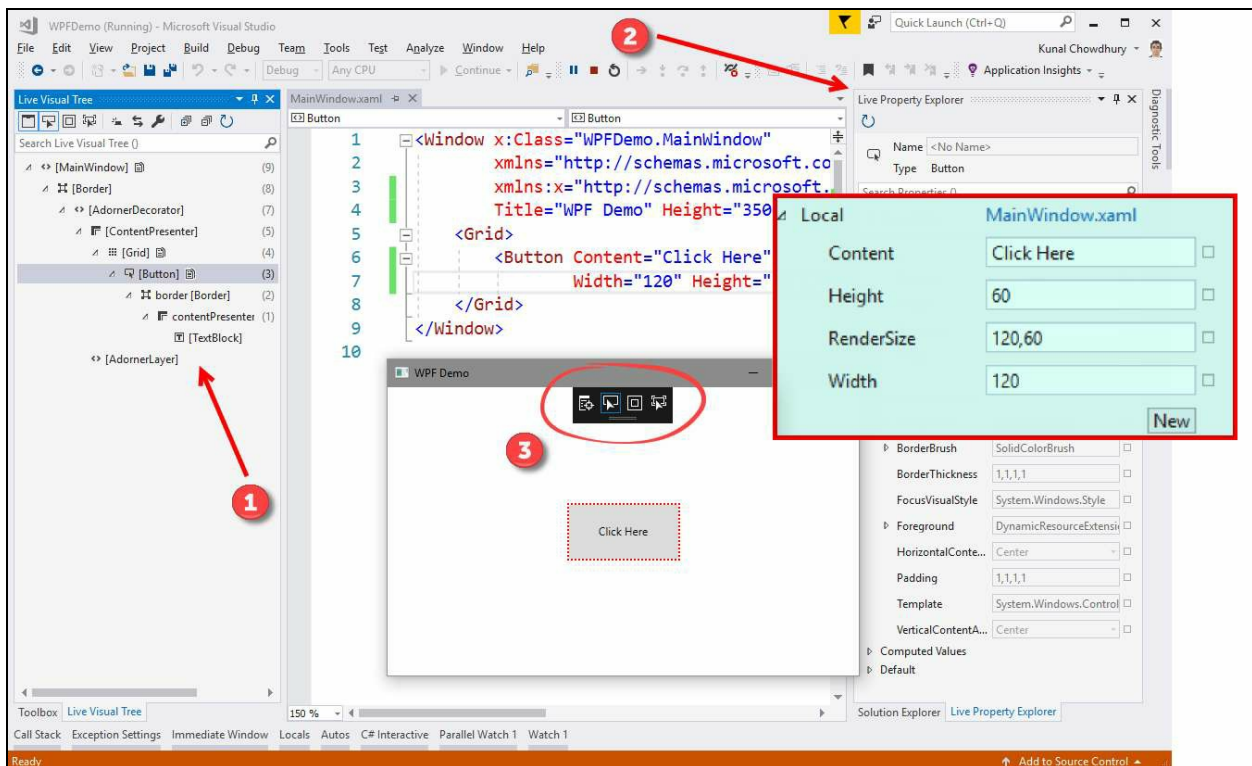 WPFDemo (Running) - Microsoft Visual Studio
Quick Launch (Ctrl+Q)
File Edit View Project Build Debug Team Tools Test Analyze Window Help
Kunal Chowdhury
Debug Any CPU Continue Application Insights
2
Live Visual Tree
Search Live Visual Tree ()
[MainWindow] (9)
[Border] (8)
[AdornerDecorator] (7)
[ContentPresenter] (5)
[Grid] (4)
[Button] (3)
border [Border] (2)
contentPresenter (1)
[TextBlock]
[AdornerLayer]
1
Toolbox Live Visual Tree
MainWindow.xaml
Button Button
1 <Window x:Class="WPFDemo.MainWindow"
2 xmlns="http://schemas.microsoft.co
3 xmlns:x="http://schemas.microsoft.
4 Title="WPF Demo" Height="350
5 <Grid>
6 <Button Content="Click Here"
7 Width="120" Height="
8 </Grid>
9 </Window>
10
WPF Demo
3
Click Here
150 %
Live Property Explorer
Diagnostic Tools
Name <No Name>
Type Button
Search Properties ()
Local MainWindow.xaml
Content Click Here
Height 60
RenderSize 120,60
Width 120
New
BorderBrush SolidColorBrush
BorderThickness 1,1,1,1
FocusVisualStyle System.Windows.Style
Foreground DynamicResourceExtensi
HorizontalConte... Center
Padding 1,1,1,1
Template System.Windows.Control
VerticalContentA... Center
Computed Values
Default
Solution Explorer Live Property Explorer
Call Stack Exception Settings Immediate Window Locals Autos C# Interactive Parallel Watch 1 Watch 1
Ready
Add to Source Control